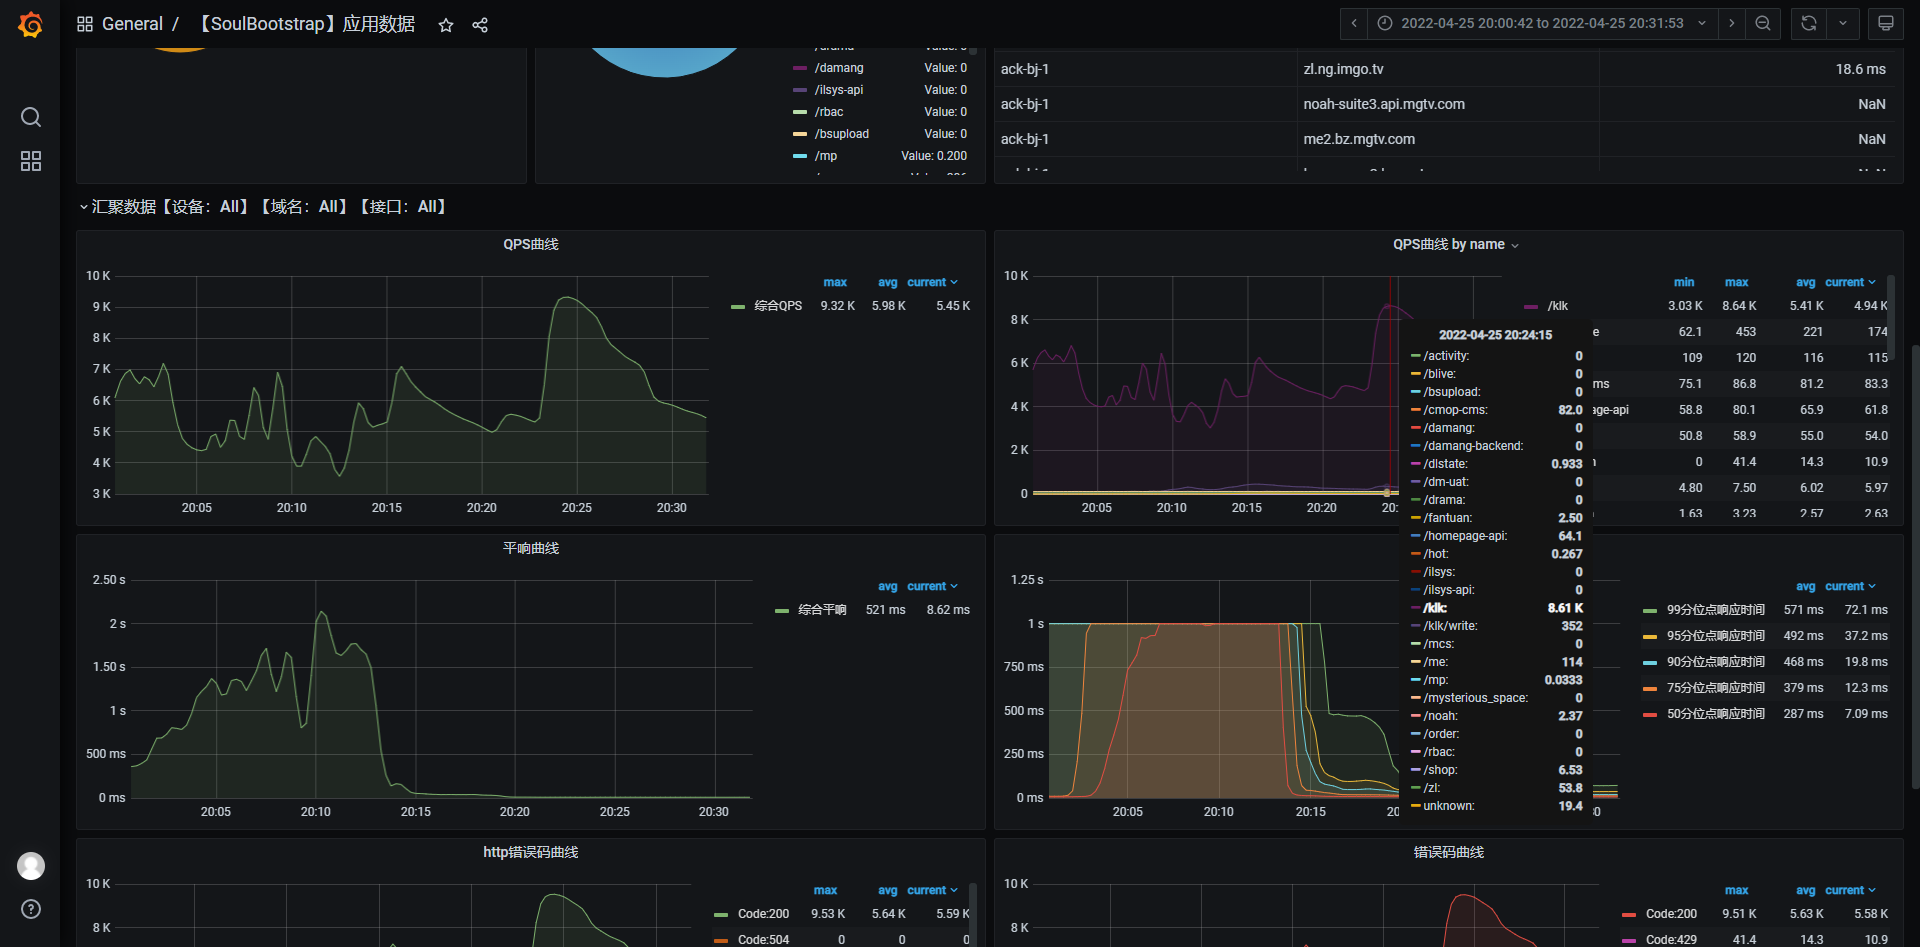 General / 【SoulBootstrap】应用数据
2022-04-25 20:00:42 to 2022-04-25 20:31:53
/drama Value: 0
/damang Value: 0
/ilsys-api Value: 0
/rbac Value: 0
/bsupload Value: 0
/mp Value: 0.200
ack-bj-1 zl.ng.imgo.tv 18.6 ms
ack-bj-1 noah-suite3.api.mgtv.com NaN
ack-bj-1 me2.bz.mgtv.com NaN
汇聚数据【设备：All】【域名：All】【接口：All】
QPS曲线
10 K
9 K
8 K
7 K
6 K
5 K
4 K
3 K
20:05 20:10 20:15 20:20 20:25 20:30
max avg current
综合QPS 9.32 K 5.98 K 5.45 K
QPS曲线 by name
10 K
8 K
6 K
4 K
2 K
0
20:05 20:10 20:15 20:20 20:
min max avg current
/klk 3.03 K 8.64 K 5.41 K 4.94 K
e 62.1 453 221 174
109 120 116 115
ms 75.1 86.8 81.2 83.3
age-api 58.8 80.1 65.9 61.8
50.8 58.9 55.0 54.0
0 41.4 14.3 10.9
4.80 7.50 6.02 5.97
1.63 3.23 2.57 2.63
2022-04-25 20:24:15
/activity: 0
/blive: 0
/bsupload: 0
/cmop-cms: 82.0
/damang: 0
/damang-backend: 0
/dlstate: 0.933
/dm-uat: 0
/drama: 0
/fantuan: 2.50
/homepage-api: 64.1
/hot: 0.267
/ilsys: 0
/ilsys-api: 0
/klk: 8.61 K
/klk/write: 352
/mcs: 0
/me: 114
/mp: 0.0333
/mysterious_space: 0
/noah: 2.37
/order: 0
/rbac: 0
/shop: 6.53
/zl: 53.8
unknown: 19.4
平响曲线
2.50 s
2 s
1.50 s
1 s
500 ms
0 ms
20:05 20:10 20:15 20:20 20:25 20:30
avg current
综合平响 521 ms 8.62 ms
1.25 s
1 s
750 ms
500 ms
250 ms
0 ms
20:05 20:10 20:15 20 30
avg current
99分位点响应时间 571 ms 72.1 ms
95分位点响应时间 492 ms 37.2 ms
90分位点响应时间 468 ms 19.8 ms
75分位点响应时间 379 ms 12.3 ms
50分位点响应时间 287 ms 7.09 ms
http错误码曲线
10 K
8 K
max avg current
Code:200 9.53 K 5.64 K 5.59 K
Code:504 0 0 0
错误码曲线
10 K
8 K
max avg current
Code:200 9.51 K 5.63 K 5.58 K
Code:429 41.4 14.3 10.9